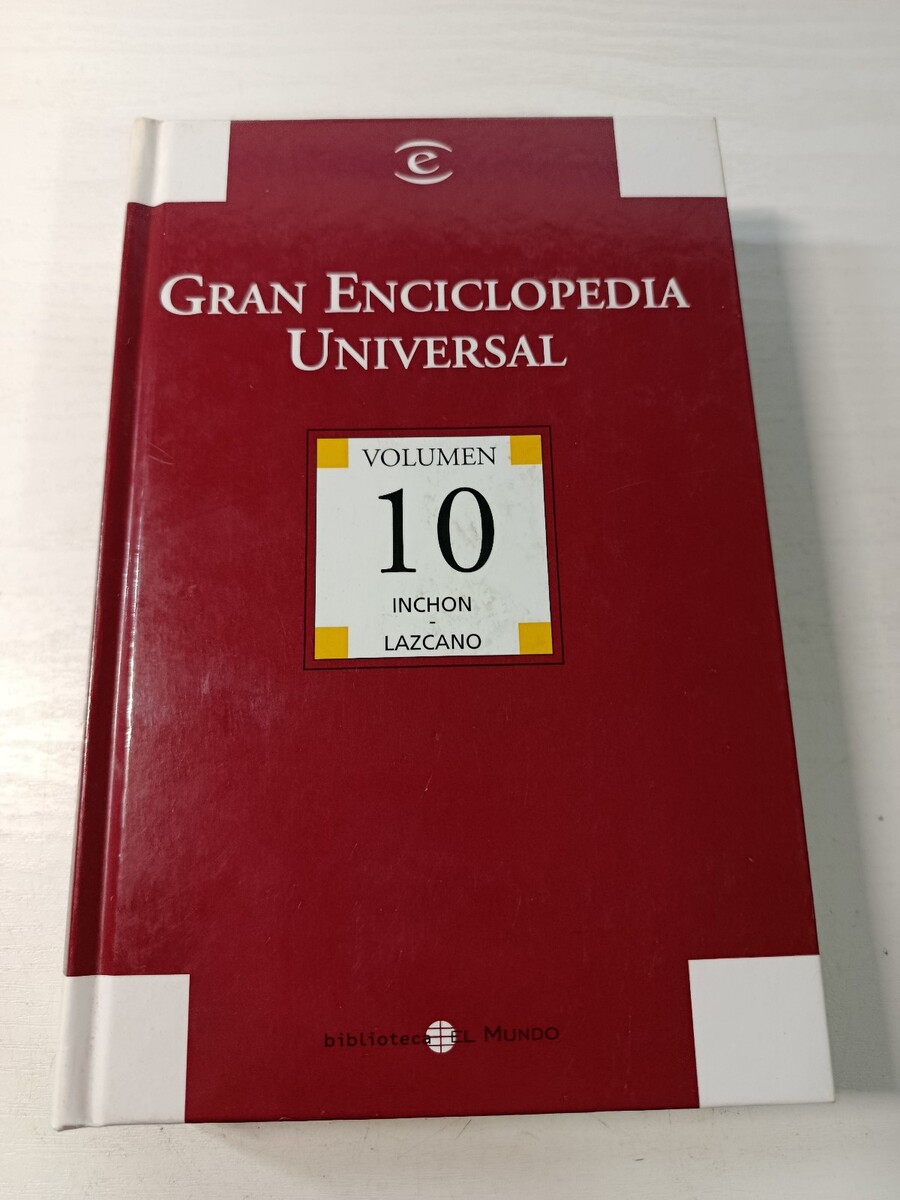 e
GRAN ENCICLOPEDIA
UNIVERSAL
VOLUMEN
10
INCHON
-
LAZCANO
biblioteca EL MUNDO